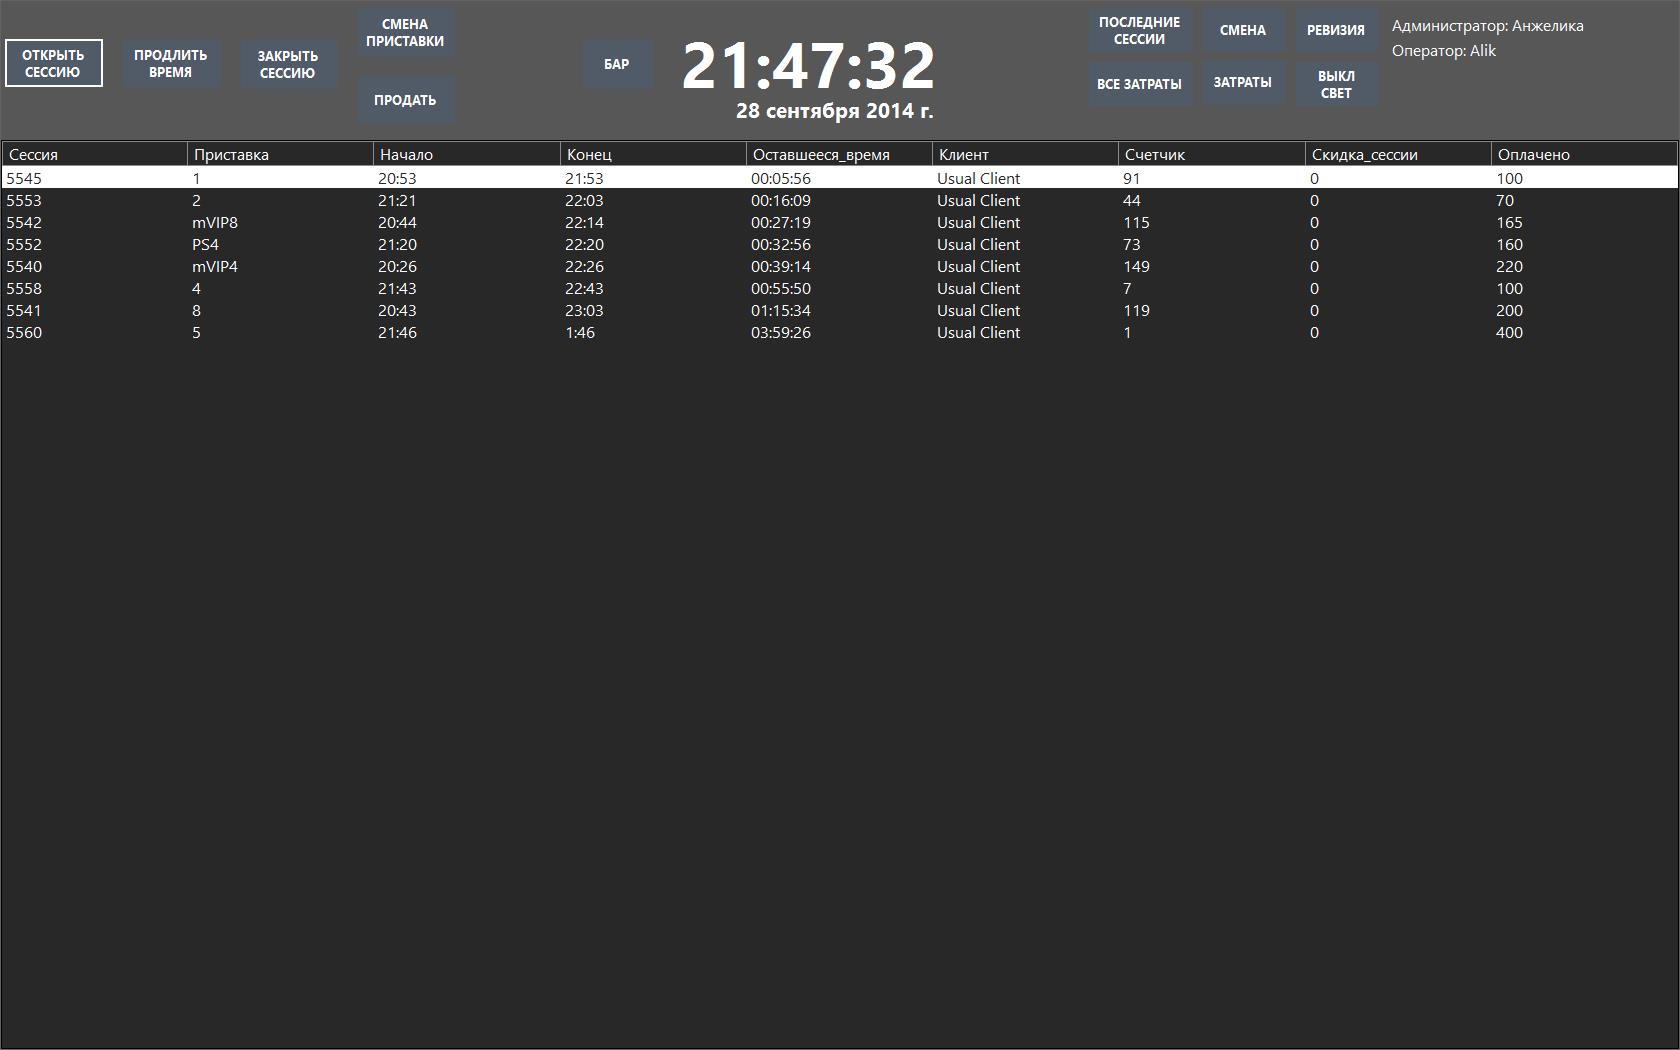 ОТКРЫТЬ
СЕССИЮ
ПРОДЛИТЬ
ВРЕМЯ
ЗАКРЫТЬ
СЕССИЮ
СМЕНА
ПРИСТАВКИ
ПРОДАТЬ
БАР
21:47:32
28 сентября 2014 г.
ПОСЛЕДНИЕ
СЕССИИ
СМЕНА
РЕВИЗИЯ
ВСЕ ЗАТРАТЫ
ЗАТРАТЫ
ВЫКЛ
СВЕТ
Администратор: Анжелика
Оператор: Alik
Сессия Приставка Начало Конец Оставшееся_время Клиент Счетчик Скидка_сессии Оплачено
5545 1 20:53 21:53 00:05:56 Usual Client 91 0 100
5553 2 21:21 22:03 00:16:09 Usual Client 44 0 70
5542 mVIP8 20:44 22:14 00:27:19 Usual Client 115 0 165
5552 PS4 21:20 22:20 00:32:56 Usual Client 73 0 160
5540 mVIP4 20:26 22:26 00:39:14 Usual Client 149 0 220
5558 4 21:43 22:43 00:55:50 Usual Client 7 0 100
5541 8 20:43 23:03 01:15:34 Usual Client 119 0 200
5560 5 21:46 1:46 03:59:26 Usual Client 1 0 400